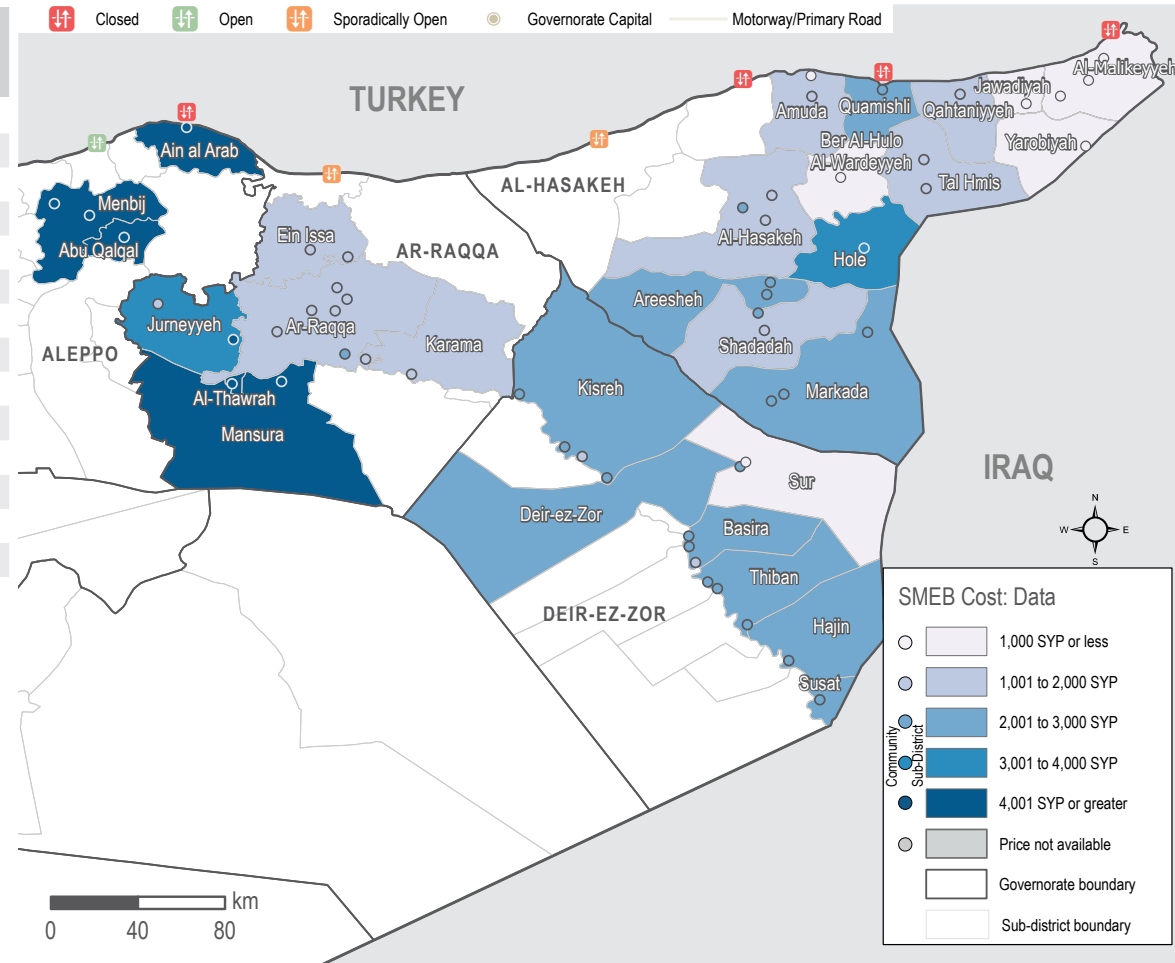 Closed
Open
Sporadically Open
Governorate Capital
Motorway/Primary Road
TURKEY
Al-Malikeyyeh
Jawadiyah
Amuda
Quamishli
Qahtaniyyeh
Ain al Arab
Ber Al-Hulo
Al-Wardeyyeh
Yarobiyah
AL-HASAKEH
Tal Hmis
Menbij
Abu Qalqal
Ein Issa
AR-RAQQA
Al-Hasakeh
Hole
Areesheh
Jurneyyeh
Ar-Raqqa
Karama
Shadadah
ALEPPO
Kisreh
Markada
Al-Thawrah
Mansura
IRAQ
Sur
Deir-ez-Zor
Basira
N
W
E
S
Thiban
DEIR-EZ-ZOR
Hajin
Susat
SMEB Cost: Data
1,000 SYP or less
1,001 to 2,000 SYP
2,001 to 3,000 SYP
3,001 to 4,000 SYP
4,001 SYP or greater
Price not available
Governorate boundary
Sub-district boundary
Community
Sub-District
km
0
40
80